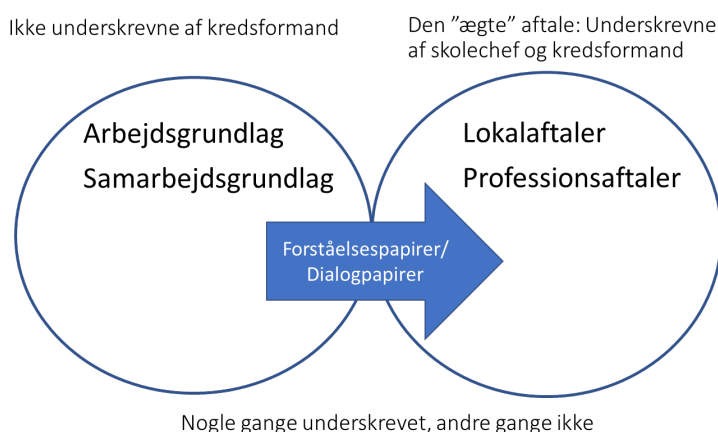 Ikke underskrevne af kredsformand
Den ”ægte” aftale: Underskrevne
af skolechef og kredsformand
Arbejdsgrundlag
Samarbejdsgrundlag
Lokalaftaler
Professionsaftaler
Forståelsespapirer/
Dialogpapirer
Nogle gange underskrevet, andre gange ikke